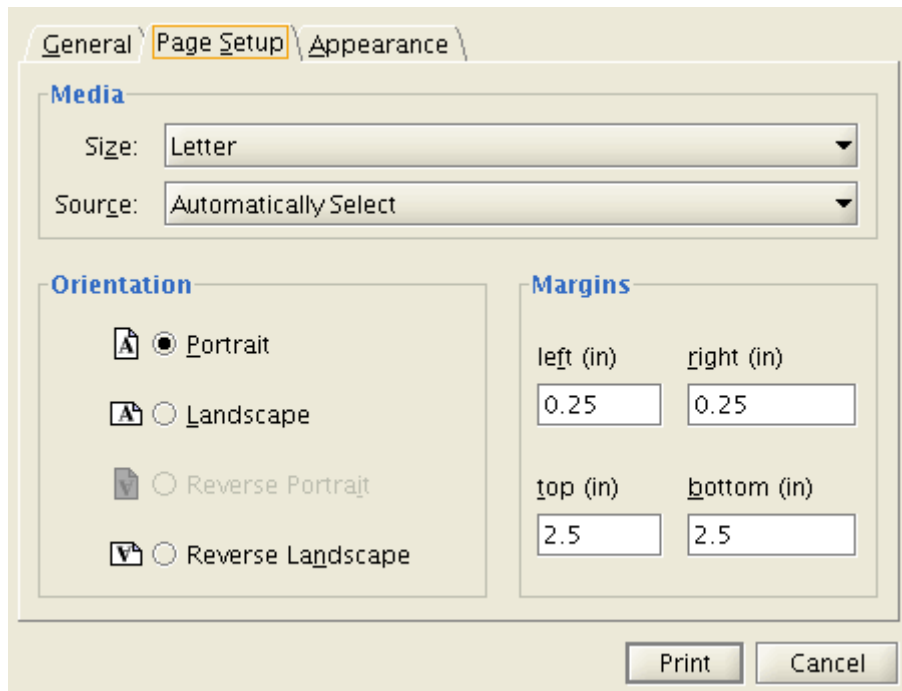 General Page Setup Appearance
Media
Size: Letter
Source: Automatically Select
Orientation
Portrait
Landscape
Reverse Portrait
Reverse Landscape
Margins
left (in) right (in)
0.25 0.25
top (in) bottom (in)
2.5 2.5
Print Cancel